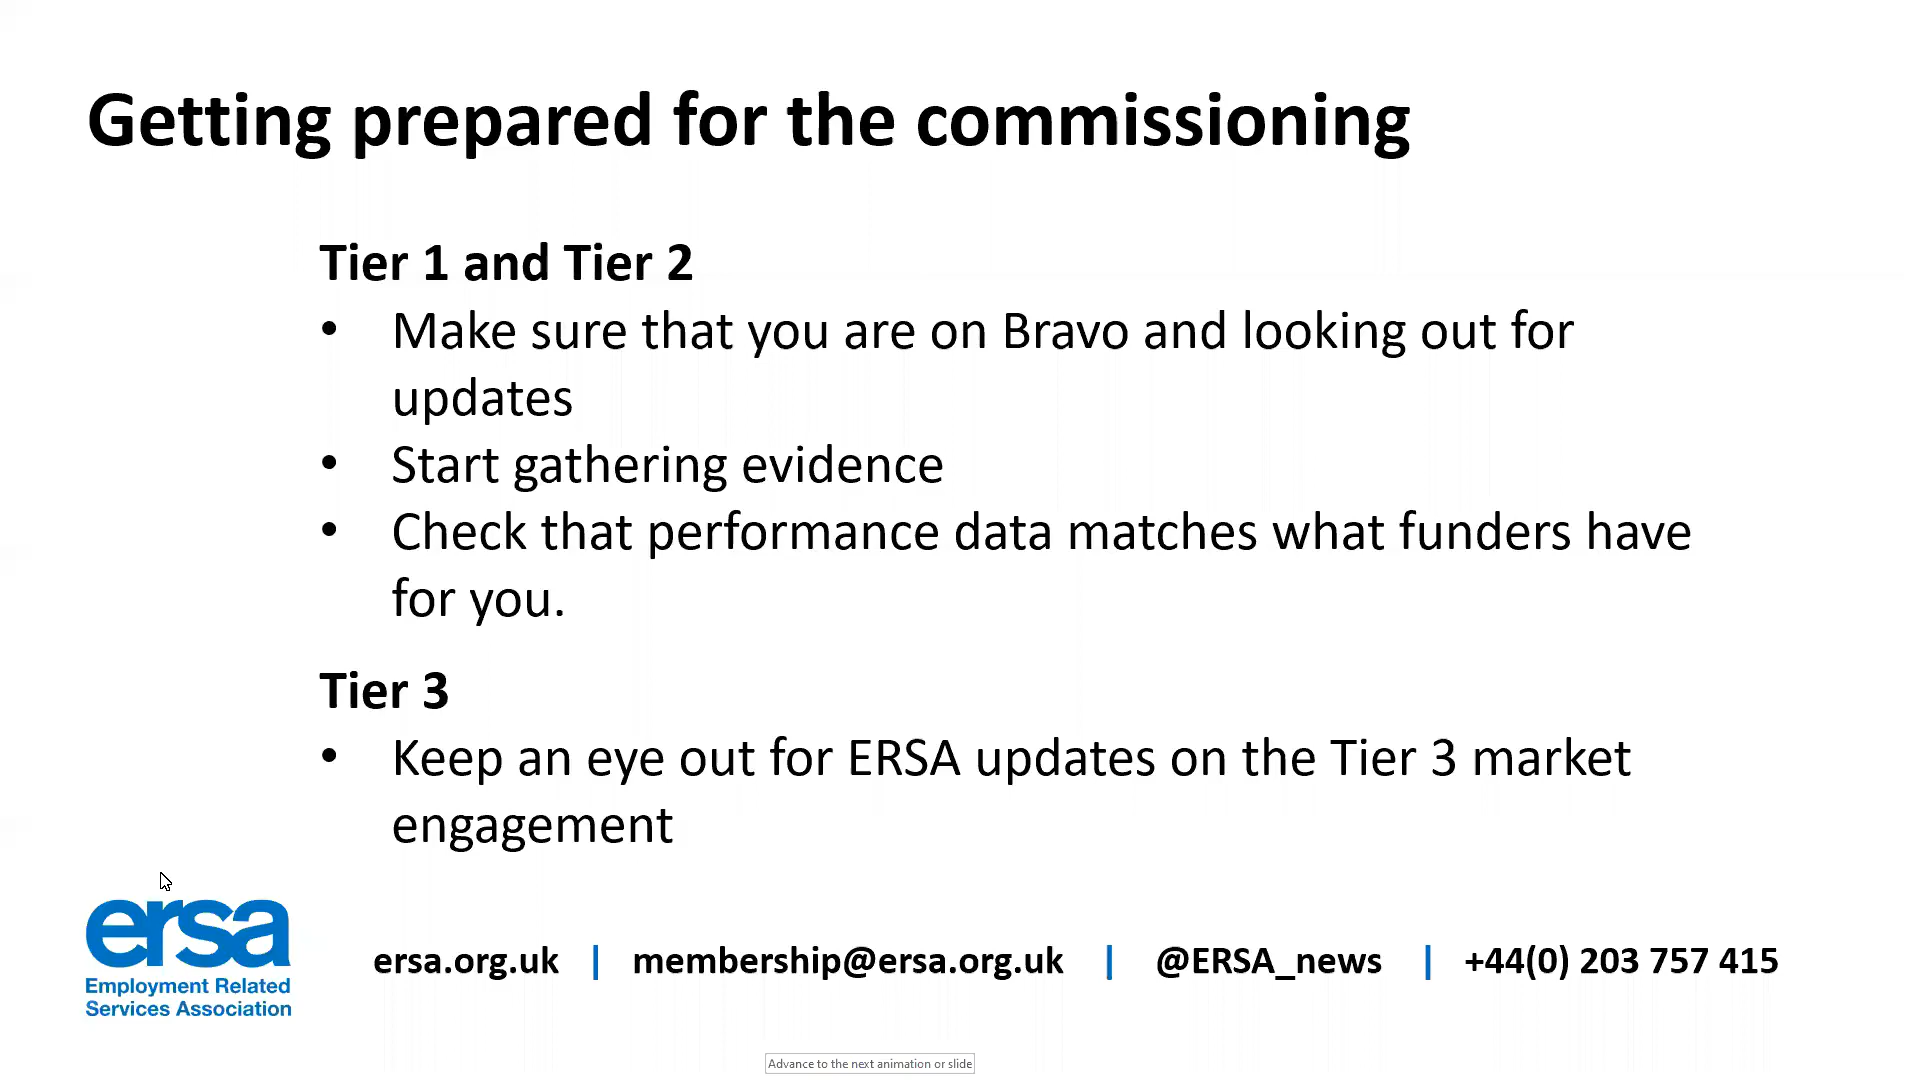 Getting prepared for the commissioning
Tier 1 and Tier 2
• Make sure that you are on Bravo and looking out for
updates
• Start gathering evidence
• Check that performance data matches what funders have
for you.
Tier 3
• Keep an eye out for ERSA updates on the Tier 3 market
engagement
ersa
Employment Related
Services Association
ersa.org.uk | membership@ersa.org.uk | @ERSA_news | +44(0) 203 757 415
Advance to the next animation or slide